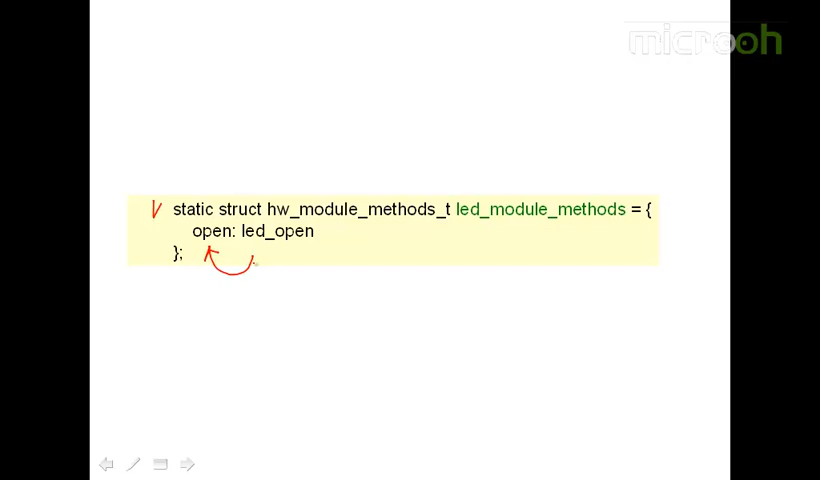 microoh
static struct hw_module_methods_t led_module_methods = {
open: led_open
};